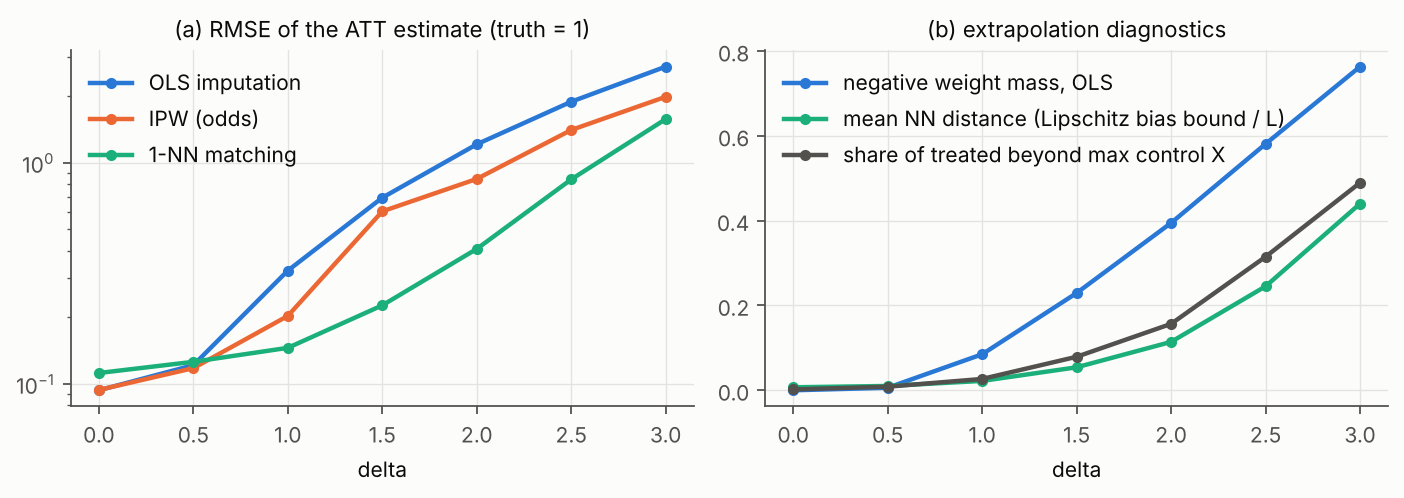 (a) RMSE of the ATT estimate (truth = 1)
OLS imputation
IPW (odds)
1-NN matching
10⁰
10⁻¹
0.0 0.5 1.0 1.5 2.0 2.5 3.0
delta
(b) extrapolation diagnostics
negative weight mass, OLS
mean NN distance (Lipschitz bias bound / L)
share of treated beyond max control X
0.8
0.6
0.4
0.2
0.0
0.0 0.5 1.0 1.5 2.0 2.5 3.0
delta